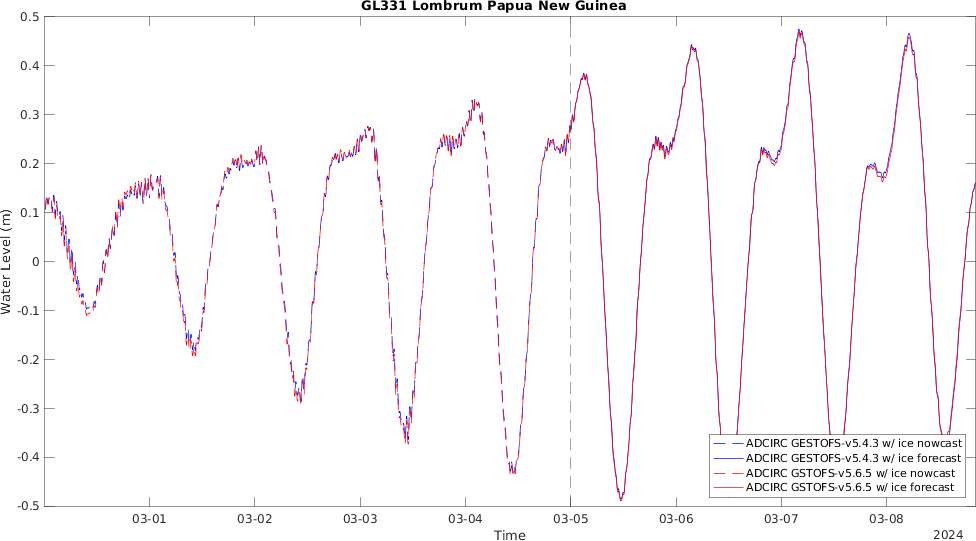 GL331 Lombrum Papua New Guinea
0.5
0.4
0.3
0.2
0.1
0
-0.1
-0.2
-0.3
-0.4
-0.5
Water Level (m)
03-01
03-02
03-03
03-04
03-05
03-06
03-07
03-08
Time
2024
ADCIRC GESTOFS-v5.4.3 w/ ice nowcast
ADCIRC GESTOFS-v5.4.3 w/ ice forecast
ADCIRC GSTOFS-v5.6.5 w/ ice nowcast
ADCIRC GSTOFS-v5.6.5 w/ ice forecast